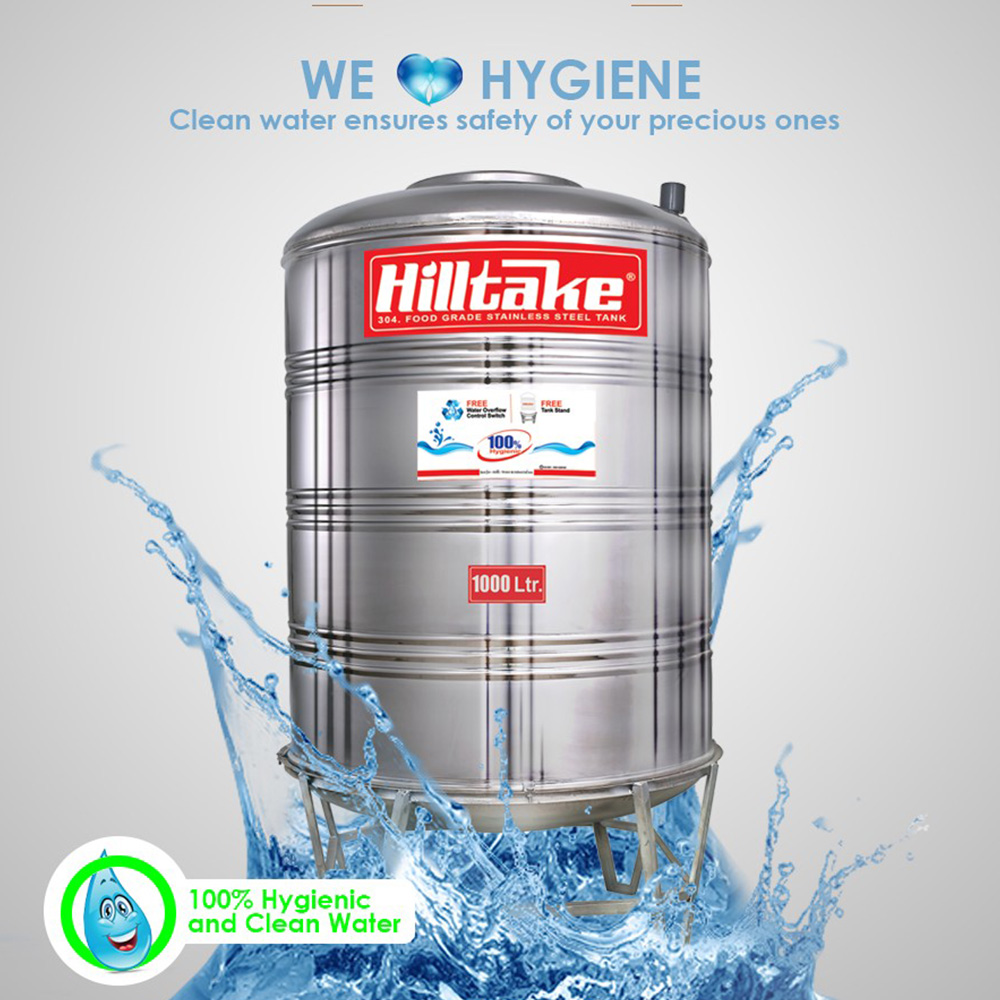 WE HYGIENE
Clean water ensures safety of your precious ones
Hilltake®
304. FOOD GRADE STAINLESS STEEL TANK
FREE
Water Overflow
Control Switch
FREE
Tank Stand
100%
Hygienic
1000 Ltr.
100% Hygienic
and Clean Water